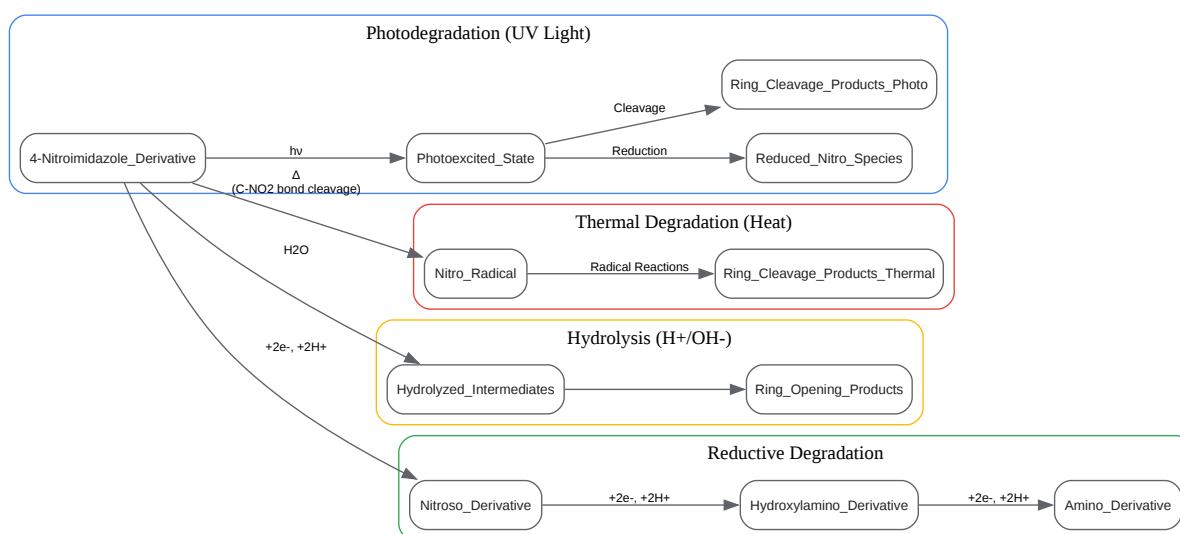 Photodegradation (UV Light)
Ring_Cleavage_Products_Photo
Cleavage
4-Nitroimidazole_Derivative
hν
Photoexcited_State
Reduction
Reduced_Nitro_Species
Δ
(C-NO2 bond cleavage)
Thermal Degradation (Heat)
H2O
Nitro_Radical
Radical Reactions
Ring_Cleavage_Products_Thermal
Hydrolysis (H+/OH-)
+2e-, +2H+
Hydrolyzed_Intermediates
Ring_Opening_Products
Reductive Degradation
Nitroso_Derivative
+2e-, +2H+
Hydroxylamino_Derivative
+2e-, +2H+
Amino_Derivative